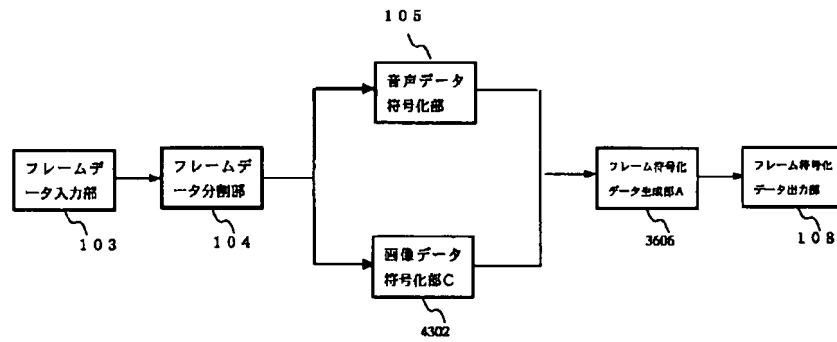 105
音声データ
符号化部
フレームデ
ータ入力部
103
フレームデ
ータ分割部
104
画像データ
符号化部C
4302
フレーム符号化
データ生成部A
3606
フレーム符号化
データ出力部
108